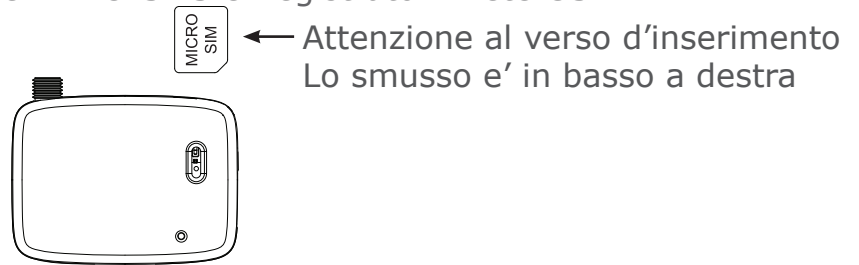 MICRO
SIM
Attenzione al verso d’inserimento
Lo smusso e’ in basso a destra